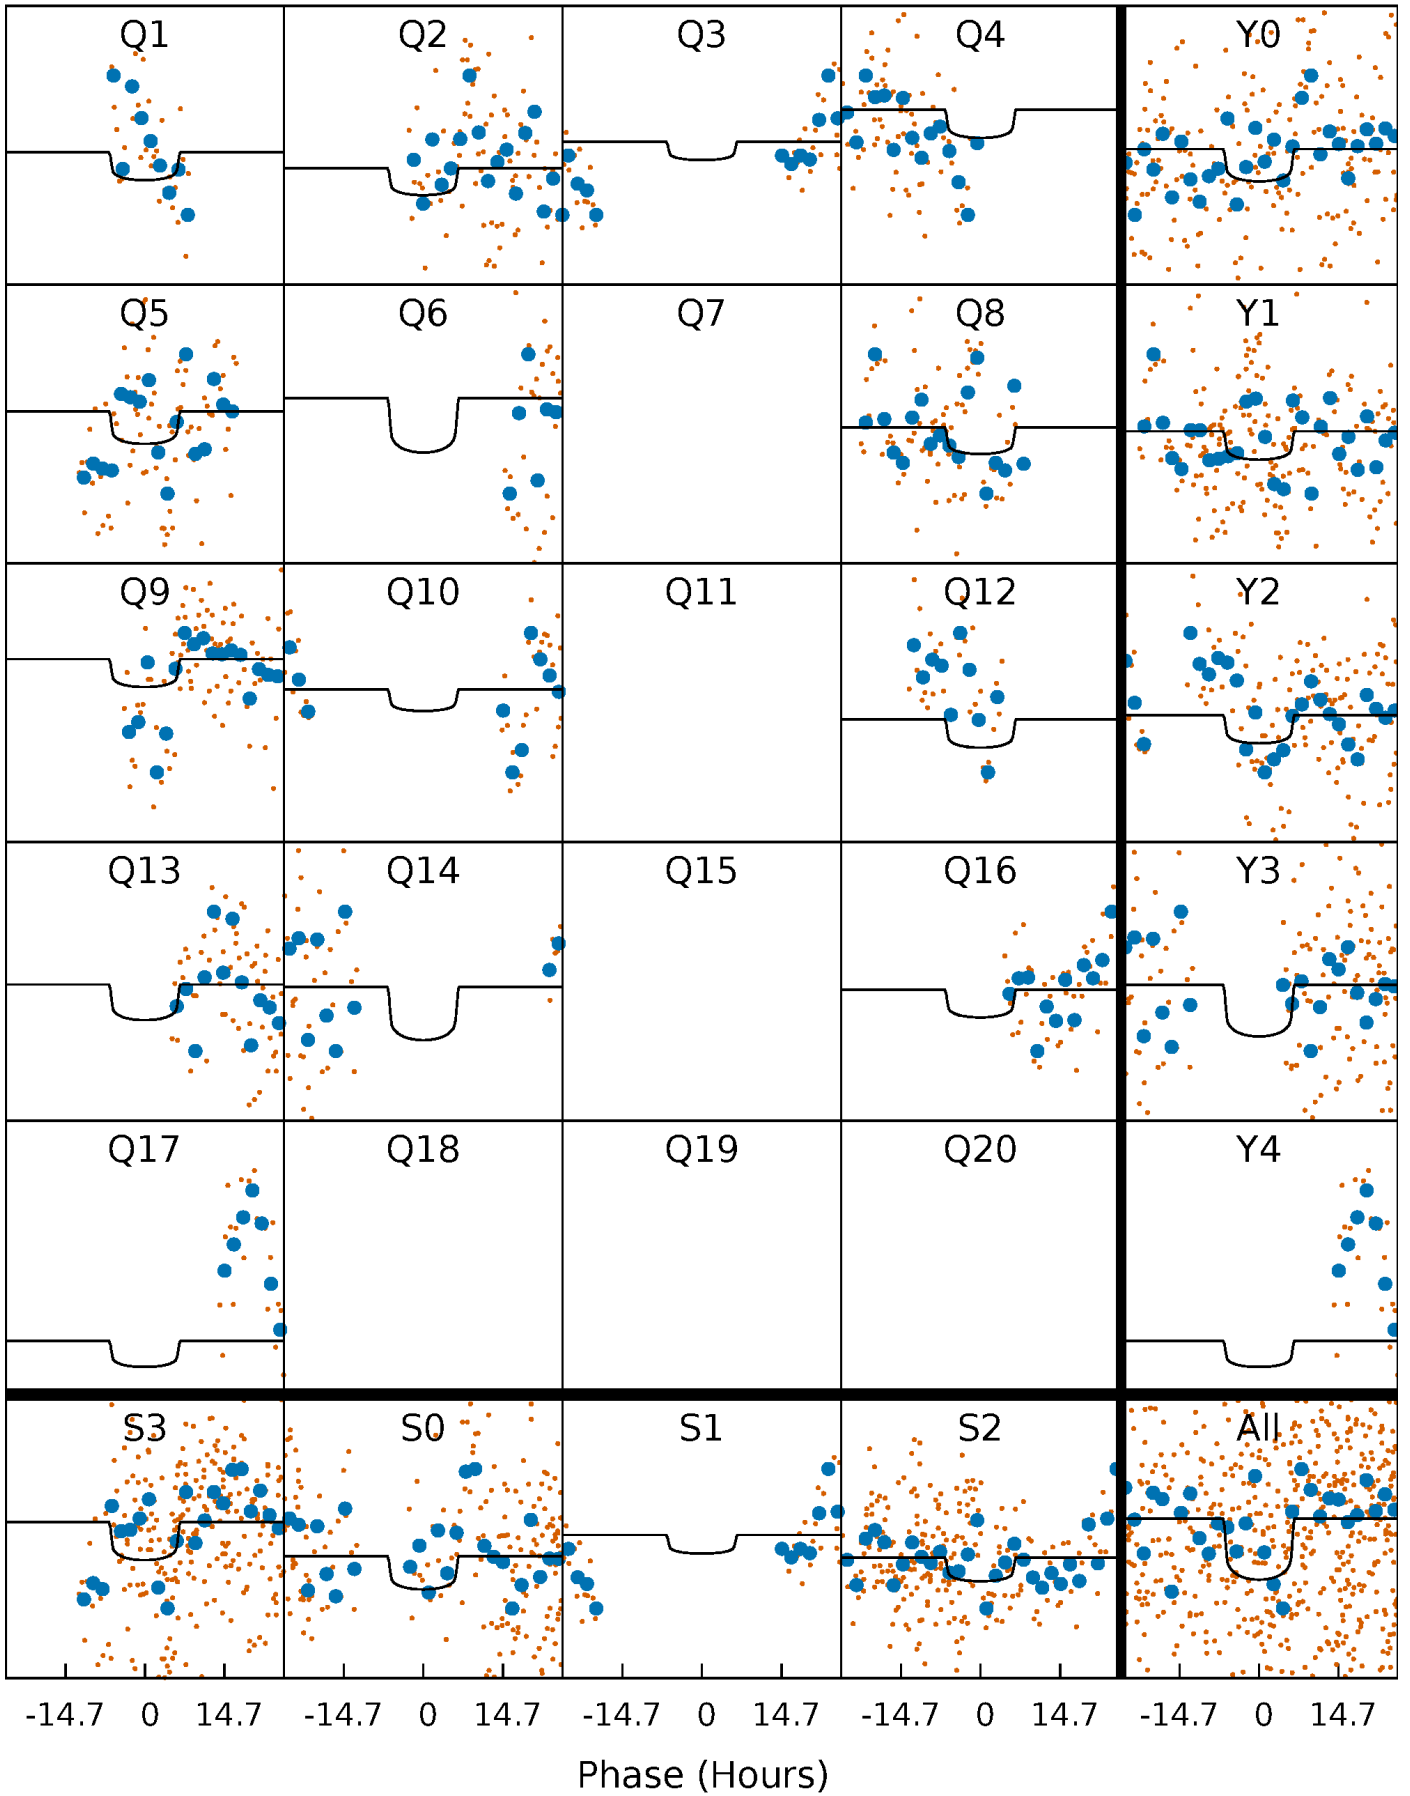 Q1 Q2 Q3 Q4 Y0
Q5 Q6 Q7 Q8 Y1
Q9 Q10 Q11 Q12 Y2
Q13 Q14 Q15 Q16 Y3
Q17 Q18 Q19 Q20 Y4
S3 S0 S1 S2 All
-14.7 0 14.7 -14.7 0 14.7 -14.7 0 14.7 -14.7 0 14.7 -14.7 0 14.7
Phase (Hours)